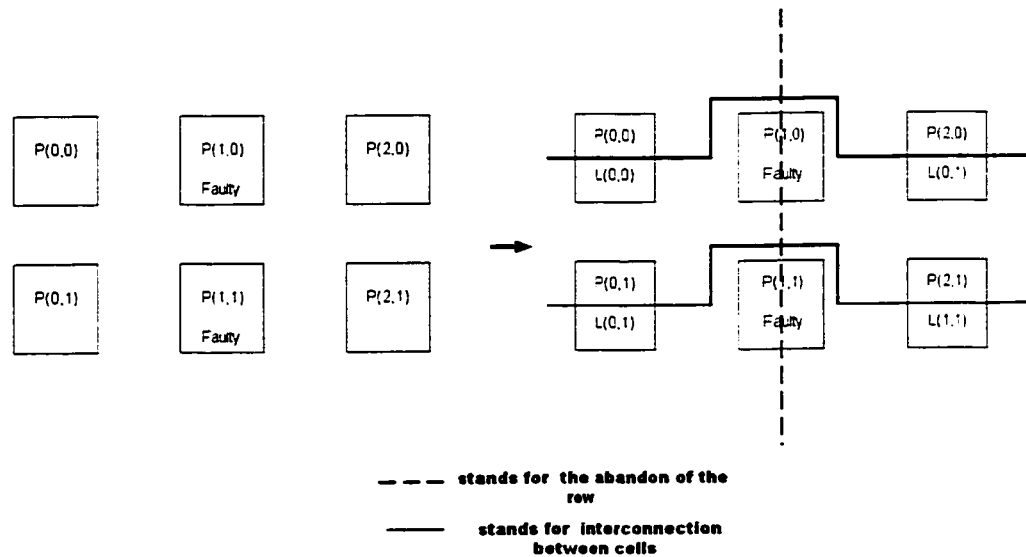 P(0,0) P(1,0) P(2,0) P(0,0) P(1,0) P(2,0)
Faulty L(0,0) Faulty L(0,1)
P(0,1) P(1,1) P(2,1) P(0,1) P(1,1) P(2,1)
Faulty L(0,1) Faulty L(1,1)
stands for the abandon of the
row
stands for interconnection
between cells